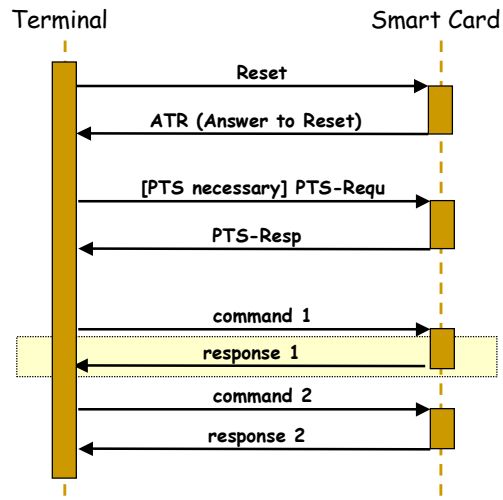 Terminal
Smart Card
Reset
ATR (Answer to Reset)
[PTS necessary] PTS-Requ
PTS-Resp
command 1
response 1
command 2
response 2